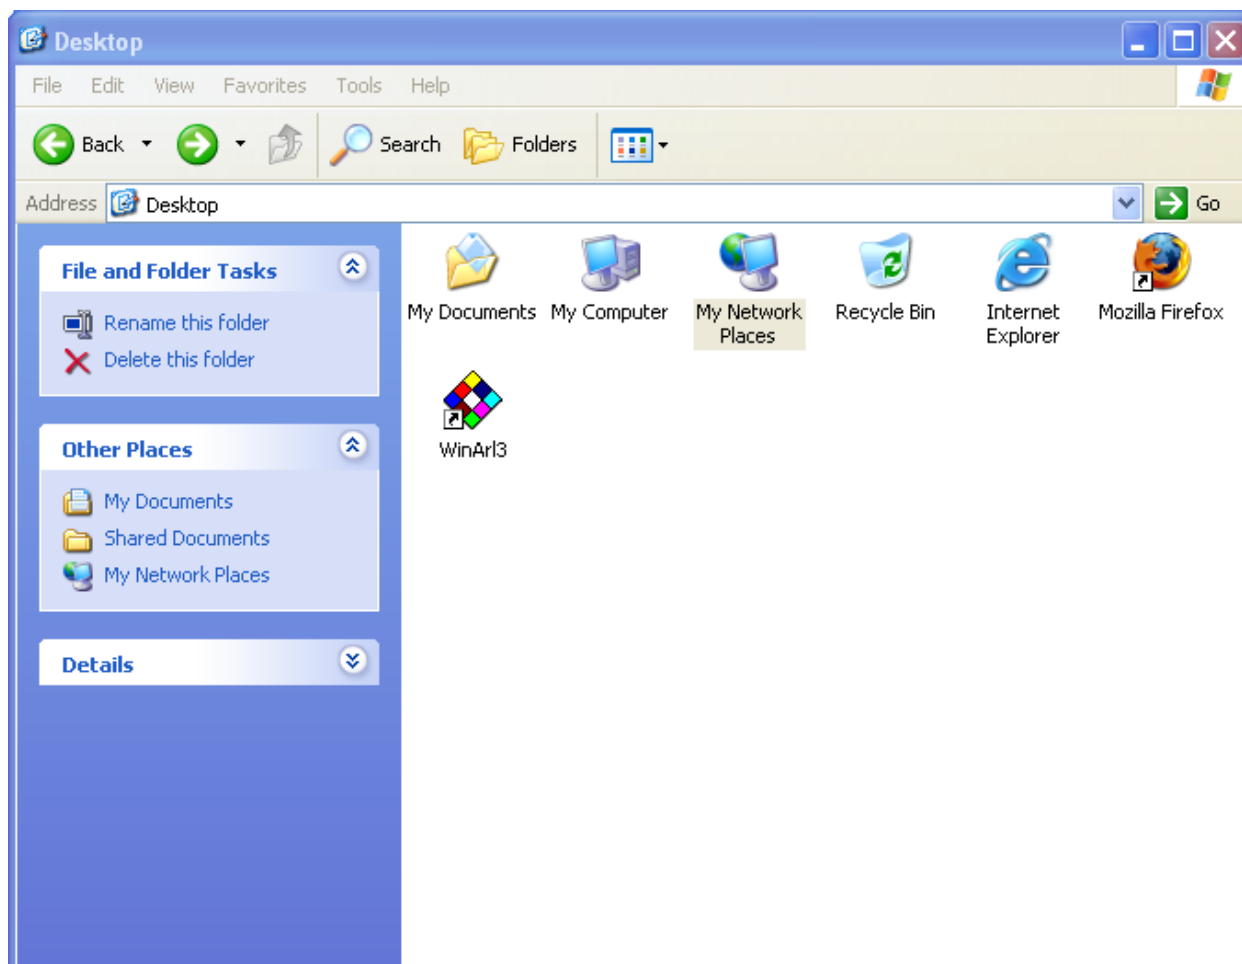 Desktop
File Edit View Favorites Tools Help
Back Search Folders
Address Desktop Go
File and Folder Tasks
Rename this folder
Delete this folder
Other Places
My Documents
Shared Documents
My Network Places
Details
My Documents My Computer My Network Places Recycle Bin Internet Explorer Mozilla Firefox
WinArl3